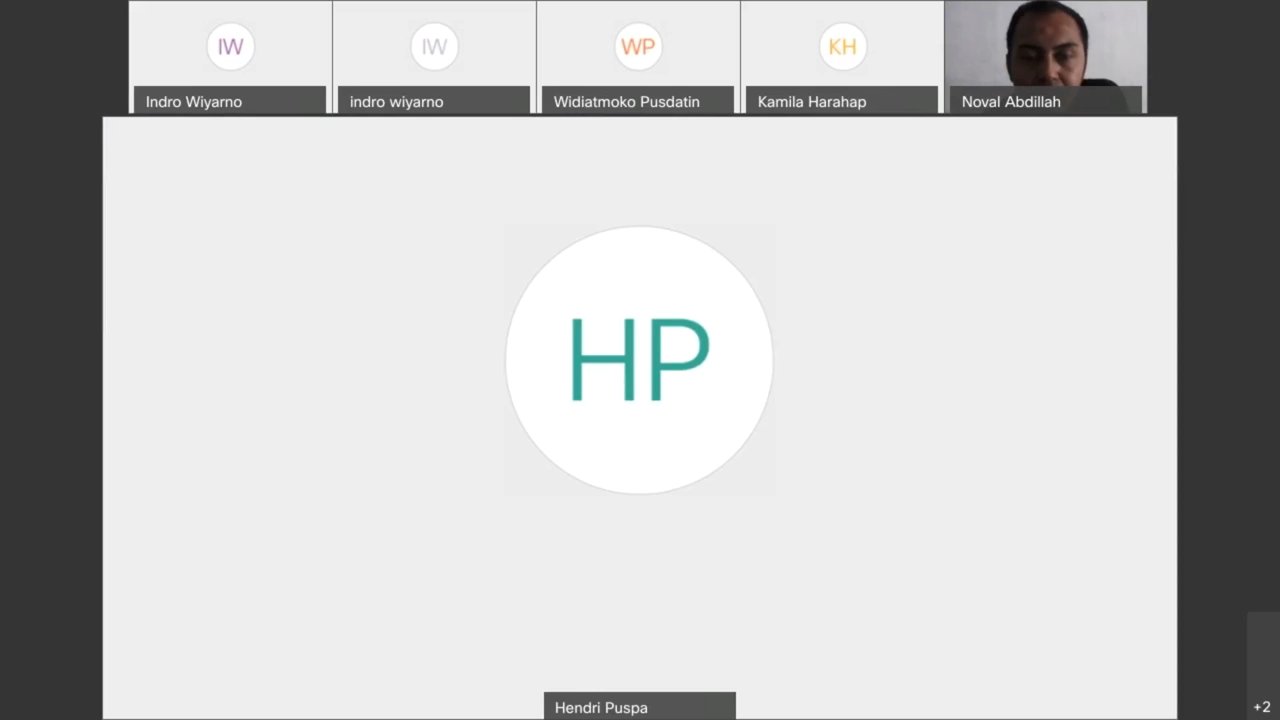 IW
Indro Wiyarno
IW
indro wiyarno
WP
Widiatmoko Pusdatin
KH
Kamila Harahap
Noval Abdillah
HP
Hendri Puspa
+2